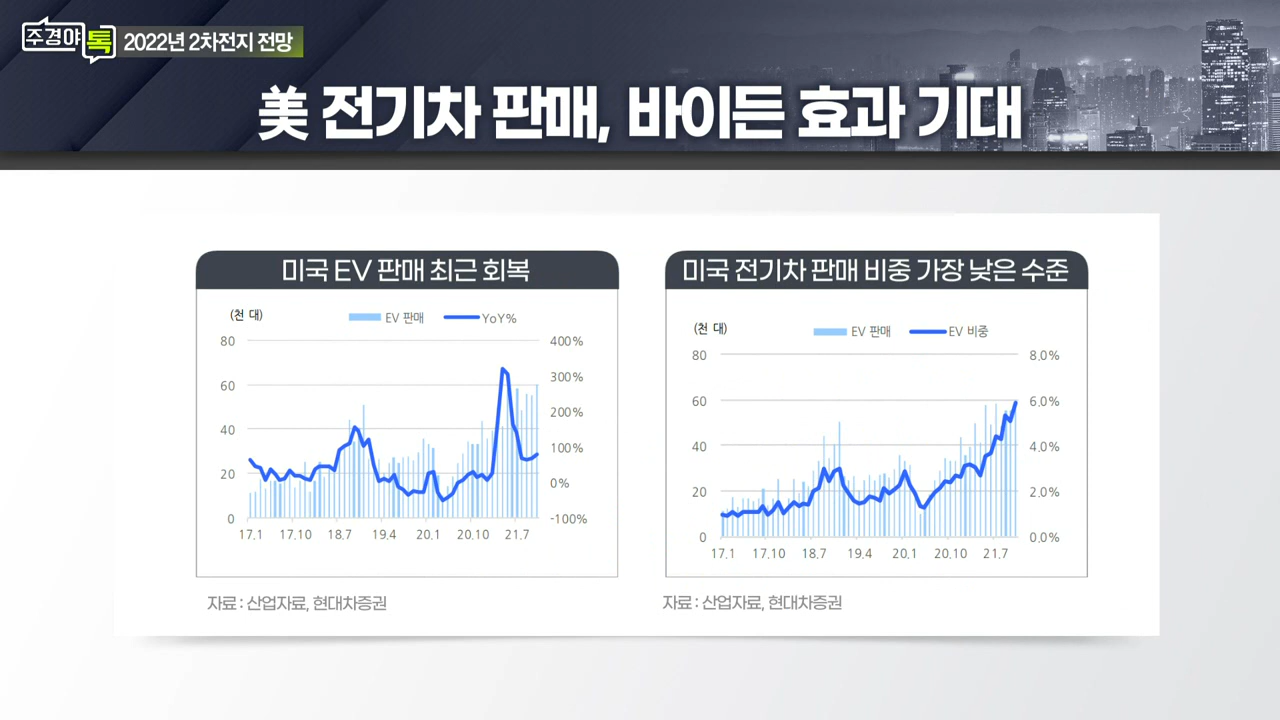 주경야톡 2022년 2차전지 전망
美 전기차 판매, 바이든 효과 기대
미국 EV 판매 최근 회복
(천 대)
EV 판매 YoY%
80 400%
300%
60
200%
40
100%
20
0%
0 -100%
17.1 17.10 18.7 19.4 20.1 20.10 21.7
자료 : 산업자료, 현대차증권
미국 전기차 판매 비중 가장 낮은 수준
(천 대)
EV 판매 EV 비중
80 8.0%
60 6.0%
40 4.0%
20 2.0%
0 0.0%
17.1 17.10 18.7 19.4 20.1 20.10 21.7
자료 : 산업자료, 현대차증권